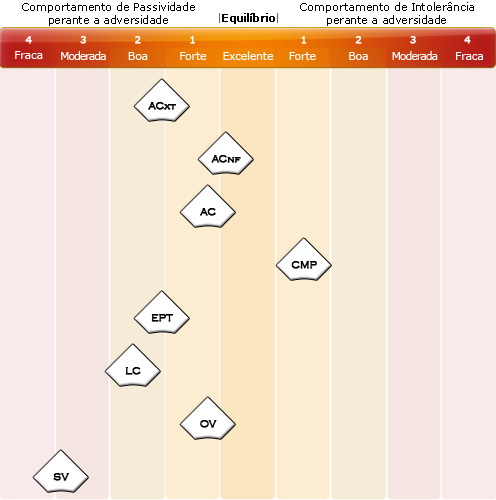 Comportamento de Passividade
perante a adversidade
|Equilíbrio|
Comportamento de Intolerância
perante a adversidade
4 3 2 1 1 2 3 4
Fraca Moderada Boa Forte Excelente Forte Boa Moderada Fraca
ACXT
ACNF
AC
CMP
EPT
LC
OV
SV